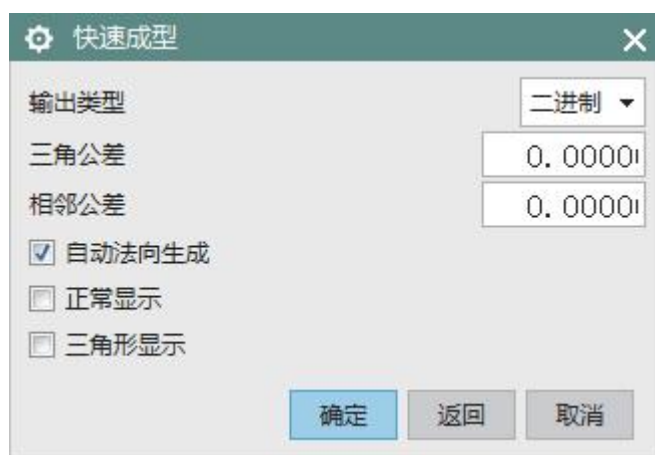 快速成型
输出类型 二进制
三角公差 0.0000
相邻公差 0.0000
自动法向生成
正常显示
三角形显示
确定 返回 取消